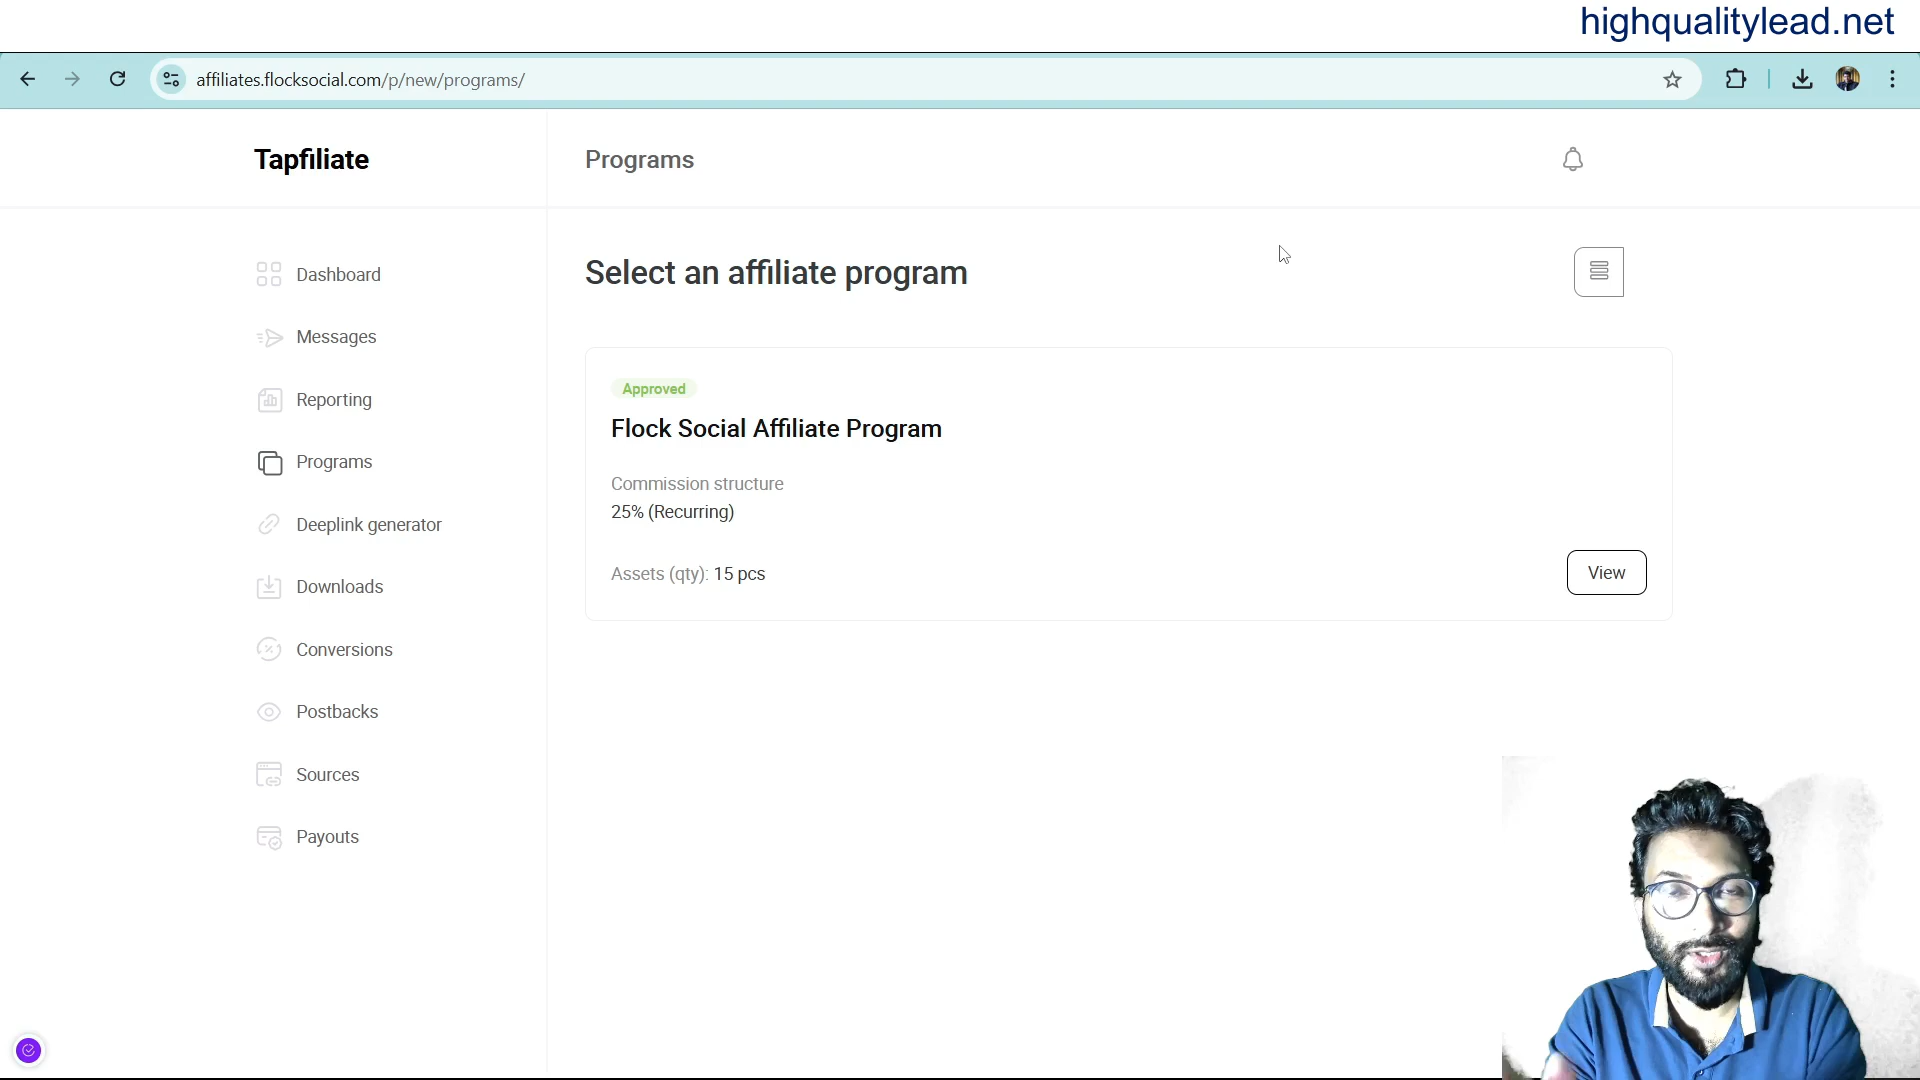 highqualitylead.net
affiliates.flocksocial.com/p/new/programs/
Tapfiliate
Programs
Dashboard
Messages
Reporting
Programs
Deeplink generator
Downloads
Conversions
Postbacks
Sources
Payouts
Select an affiliate program
Approved
Flock Social Affiliate Program
Commission structure
25% (Recurring)
Assets (qty): 15 pcs
View